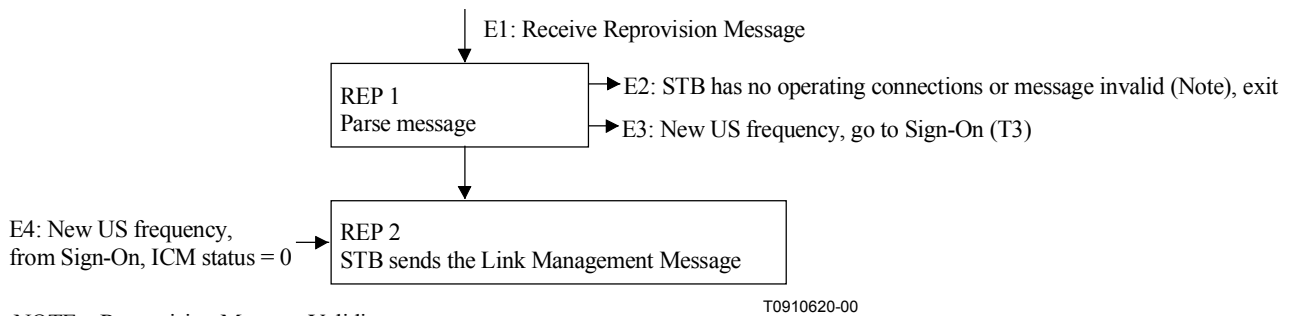 E1: Receive Reprovision Message
REP 1
Parse message
E2: STB has no operating connections or message invalid (Note), exit
E3: New US frequency, go to Sign-On (T3)
E4: New US frequency,
from Sign-On, ICM status = 0
REP 2
STB sends the Link Management Message
T0910620-00